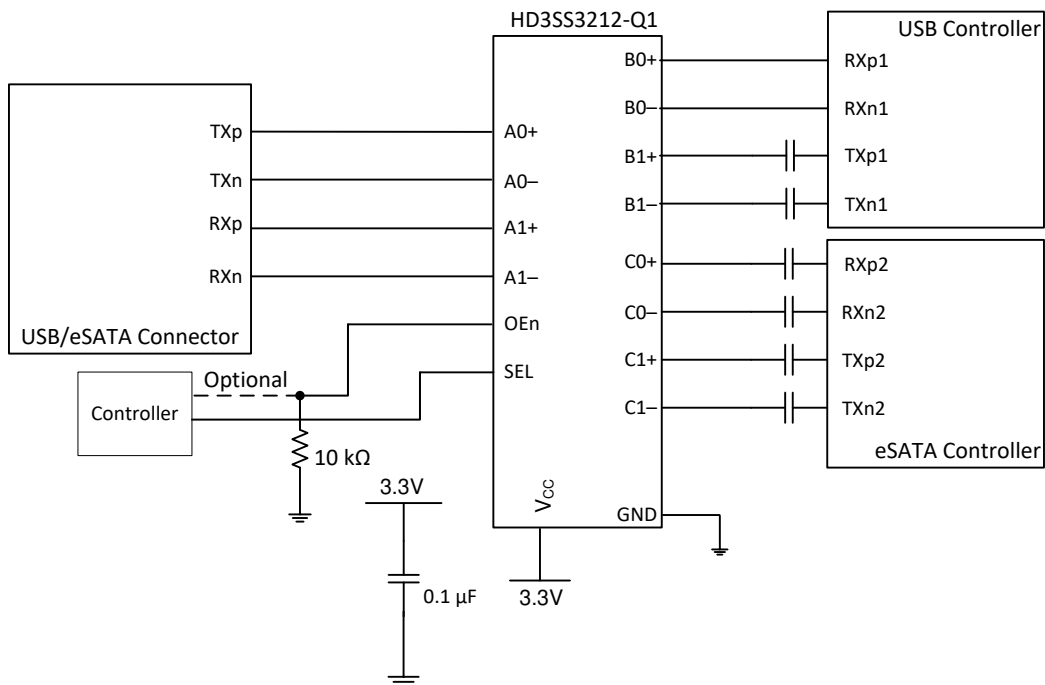 HD3SS3212-Q1
USB/eSATA Connector
TXp
TXn
RXp
RXn
Controller
Optional
10 kΩ
3.3V
0.1 µF
A0+
A0–
A1+
A1–
OEn
SEL
B0+
B0–
B1+
B1–
C0+
C0–
C1+
C1–
VCC
GND
3.3V
USB Controller
RXp1
RXn1
TXp1
TXn1
RXp2
RXn2
TXp2
TXn2
eSATA Controller